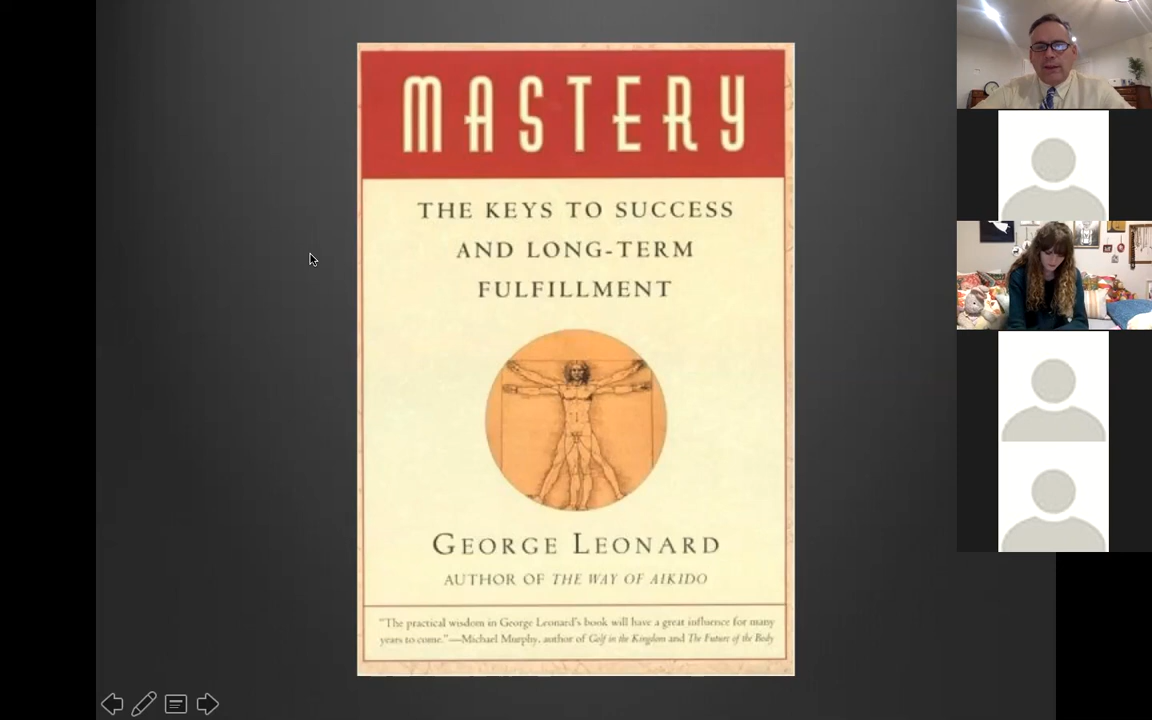 MASTERY
THE KEYS TO SUCCESS
AND LONG-TERM
FULFILLMENT
GEORGE LEONARD
AUTHOR OF THE WAY OF AIKIDO
"The practical wisdom in George Leonard's book will have a great influence for many
years to come."—Michael Murphy, author of Golf in the Kingdom and The Future of the Body